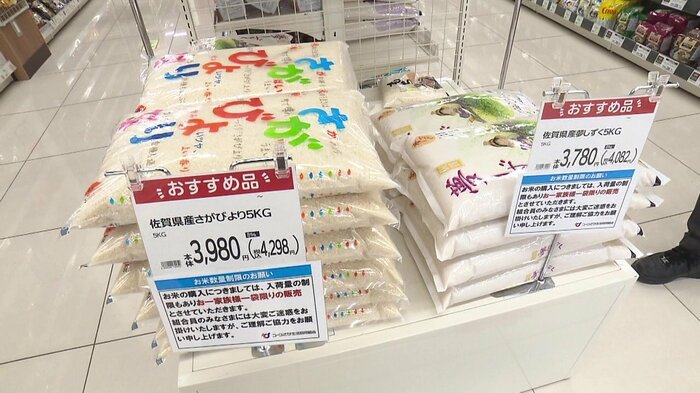 さが
びより
さが
びより
おすすめ品
佐賀県産さがびより5KG
5KG
本体 3,980円 (税込4,298円)
お米数量制限のお願い
お米の購入につきましては、入荷量の制
限もありお一家族様一袋限りの販売
とさせていただきます。
組合員のみなさまには大変ご迷惑をお
掛けいたしますが、ご理解ご協力をお願
い申し上げます。
おすすめ品
佐賀県産夢しずく5KG
5KG
本体 3,780円 (税込4,082円)
お米数量制限のお願い
お米の購入につきましては、入荷量の制
限もありお一家族様一袋限りの販売
とさせていただきます。
組合員のみなさまには大変ご迷惑をお
掛けいたしますが、ご理解ご協力をお願
い申し上げます。